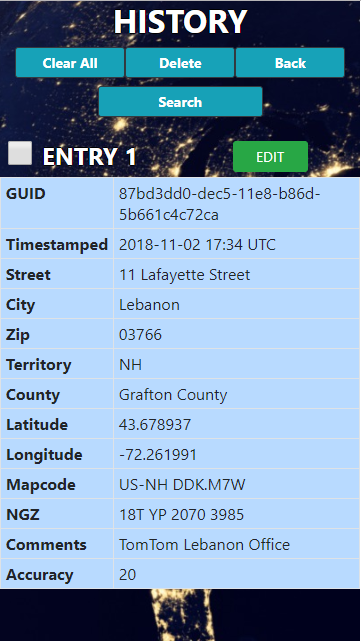 HISTORY
Clear All Delete Back
Search
ENTRY 1 EDIT
GUID 87bd3dd0-dec5-11e8-b86d-
5b661c4c72ca
Timestamped 2018-11-02 17:34 UTC
Street 11 Lafayette Street
City Lebanon
Zip 03766
Territory NH
County Grafton County
Latitude 43.678937
Longitude -72.261991
Mapcode US-NH DDK.M7W
NGZ 18T YP 2070 3985
Comments TomTom Lebanon Office
Accuracy 20